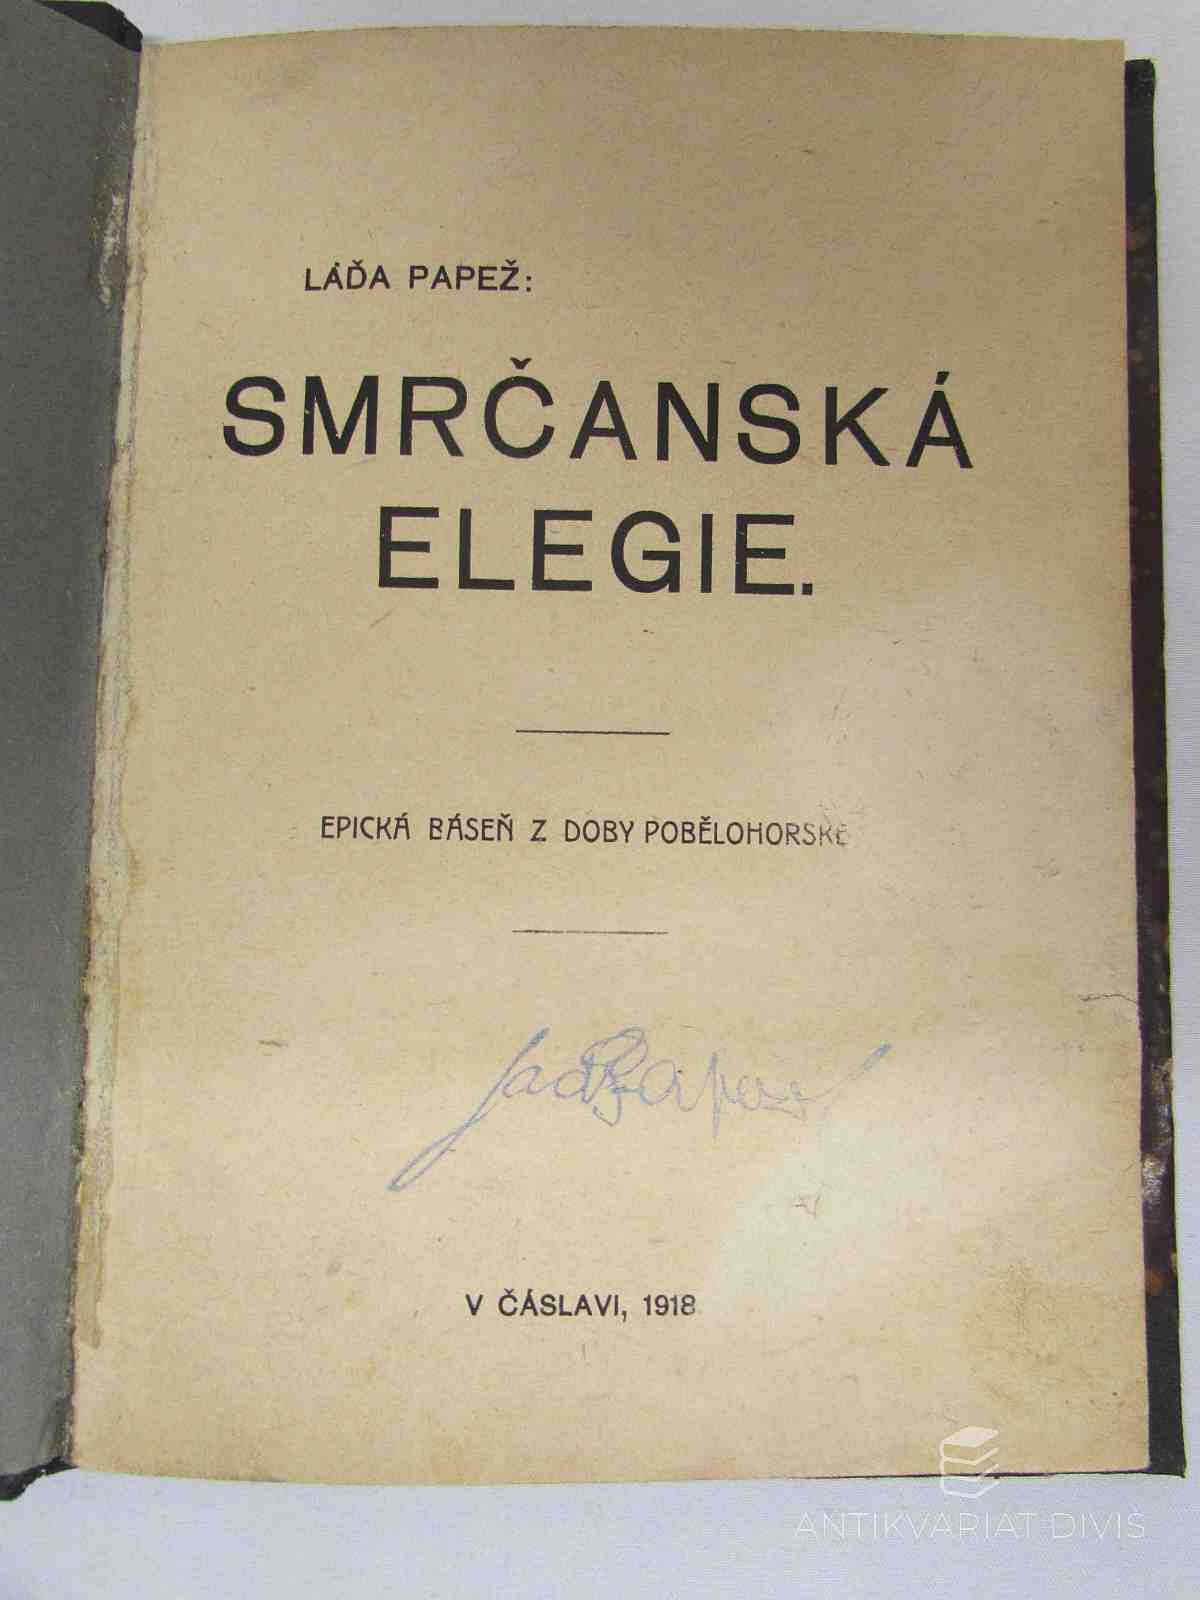 LÁĎA PAPEŽ:
SMRČANSKÁ
ELEGIE.
EPICKÁ BÁSEŇ Z DOBY POBĚLOHORSKÉ
V ČÁSLAVI, 1918
ANTIKVARIÁT DIVIŠ